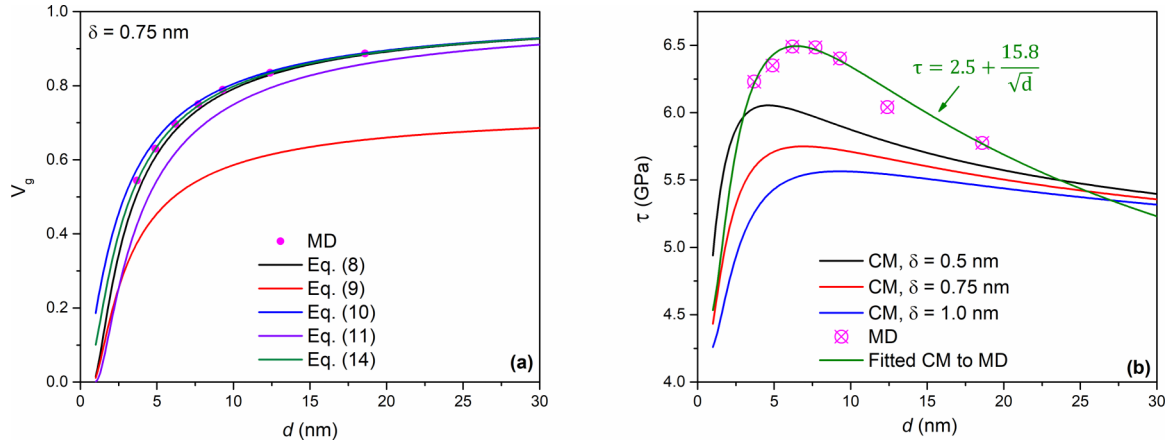 δ = 0.75 nm
1.0
0.8
0.6
0.4
0.2
0.0
V_g
MD
Eq. (8)
Eq. (9)
Eq. (10)
Eq. (11)
Eq. (14)
(a)
0 5 10 15 20 25 30
d (nm)
6.5
6.0
5.5
5.0
4.5
4.0
τ (GPa)
τ = 2.5 + 15.8/√d
CM, δ = 0.5 nm
CM, δ = 0.75 nm
CM, δ = 1.0 nm
MD
Fitted CM to MD
(b)
0 5 10 15 20 25 30
d (nm)